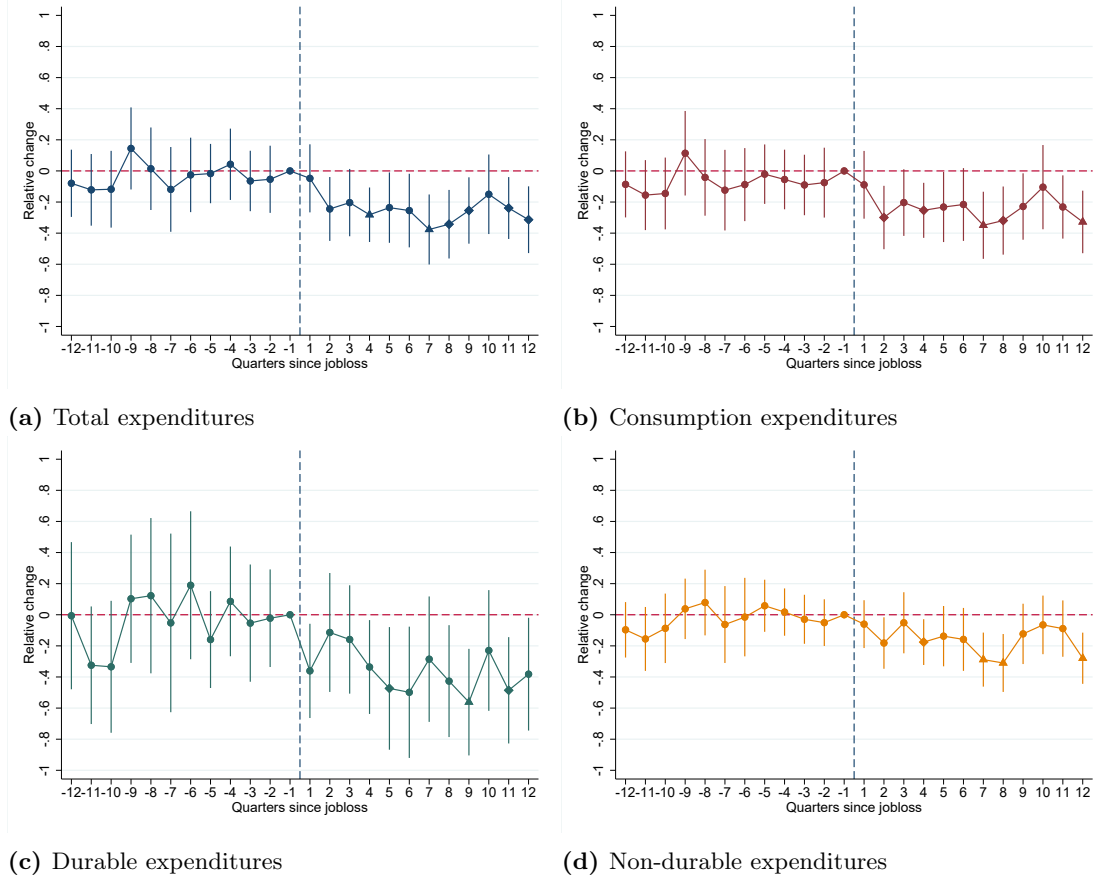 1
.8
.6
.4
.2
0
-.2
-.4
-.6
-.8
-1
Relative change
-12 -11 -10 -9 -8 -7 -6 -5 -4 -3 -2 -1 1 2 3 4 5 6 7 8 9 10 11 12
Quarters since jobloss
(a) Total expenditures
1
.8
.6
.4
.2
0
-.2
-.4
-.6
-.8
-1
Relative change
-12 -11 -10 -9 -8 -7 -6 -5 -4 -3 -2 -1 1 2 3 4 5 6 7 8 9 10 11 12
Quarters since jobloss
(b) Consumption expenditures
1
.8
.6
.4
.2
0
-.2
-.4
-.6
-.8
-1
Relative change
-12 -11 -10 -9 -8 -7 -6 -5 -4 -3 -2 -1 1 2 3 4 5 6 7 8 9 10 11 12
Quarters since jobloss
(c) Durable expenditures
1
.8
.6
.4
.2
0
-.2
-.4
-.6
-.8
-1
Relative change
-12 -11 -10 -9 -8 -7 -6 -5 -4 -3 -2 -1 1 2 3 4 5 6 7 8 9 10 11 12
Quarters since jobloss
(d) Non-durable expenditures